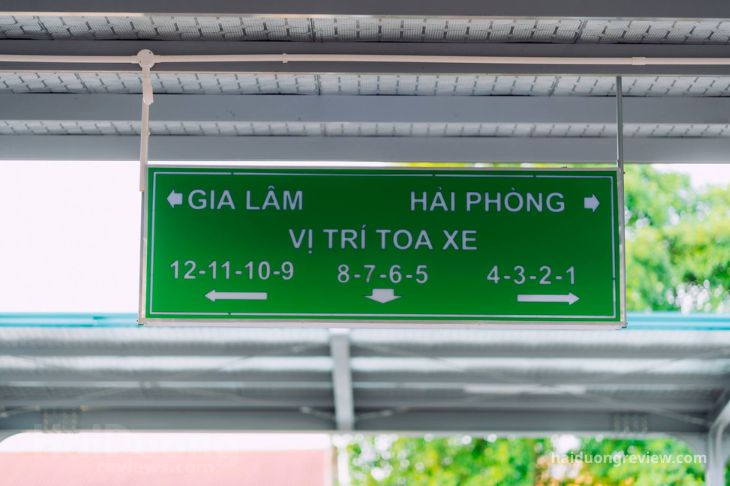 GIA LÂM HẢI PHÒNG
VỊ TRÍ TOA XE
12-11-10-9 8-7-6-5 4-3-2-1
haiduongreview.com